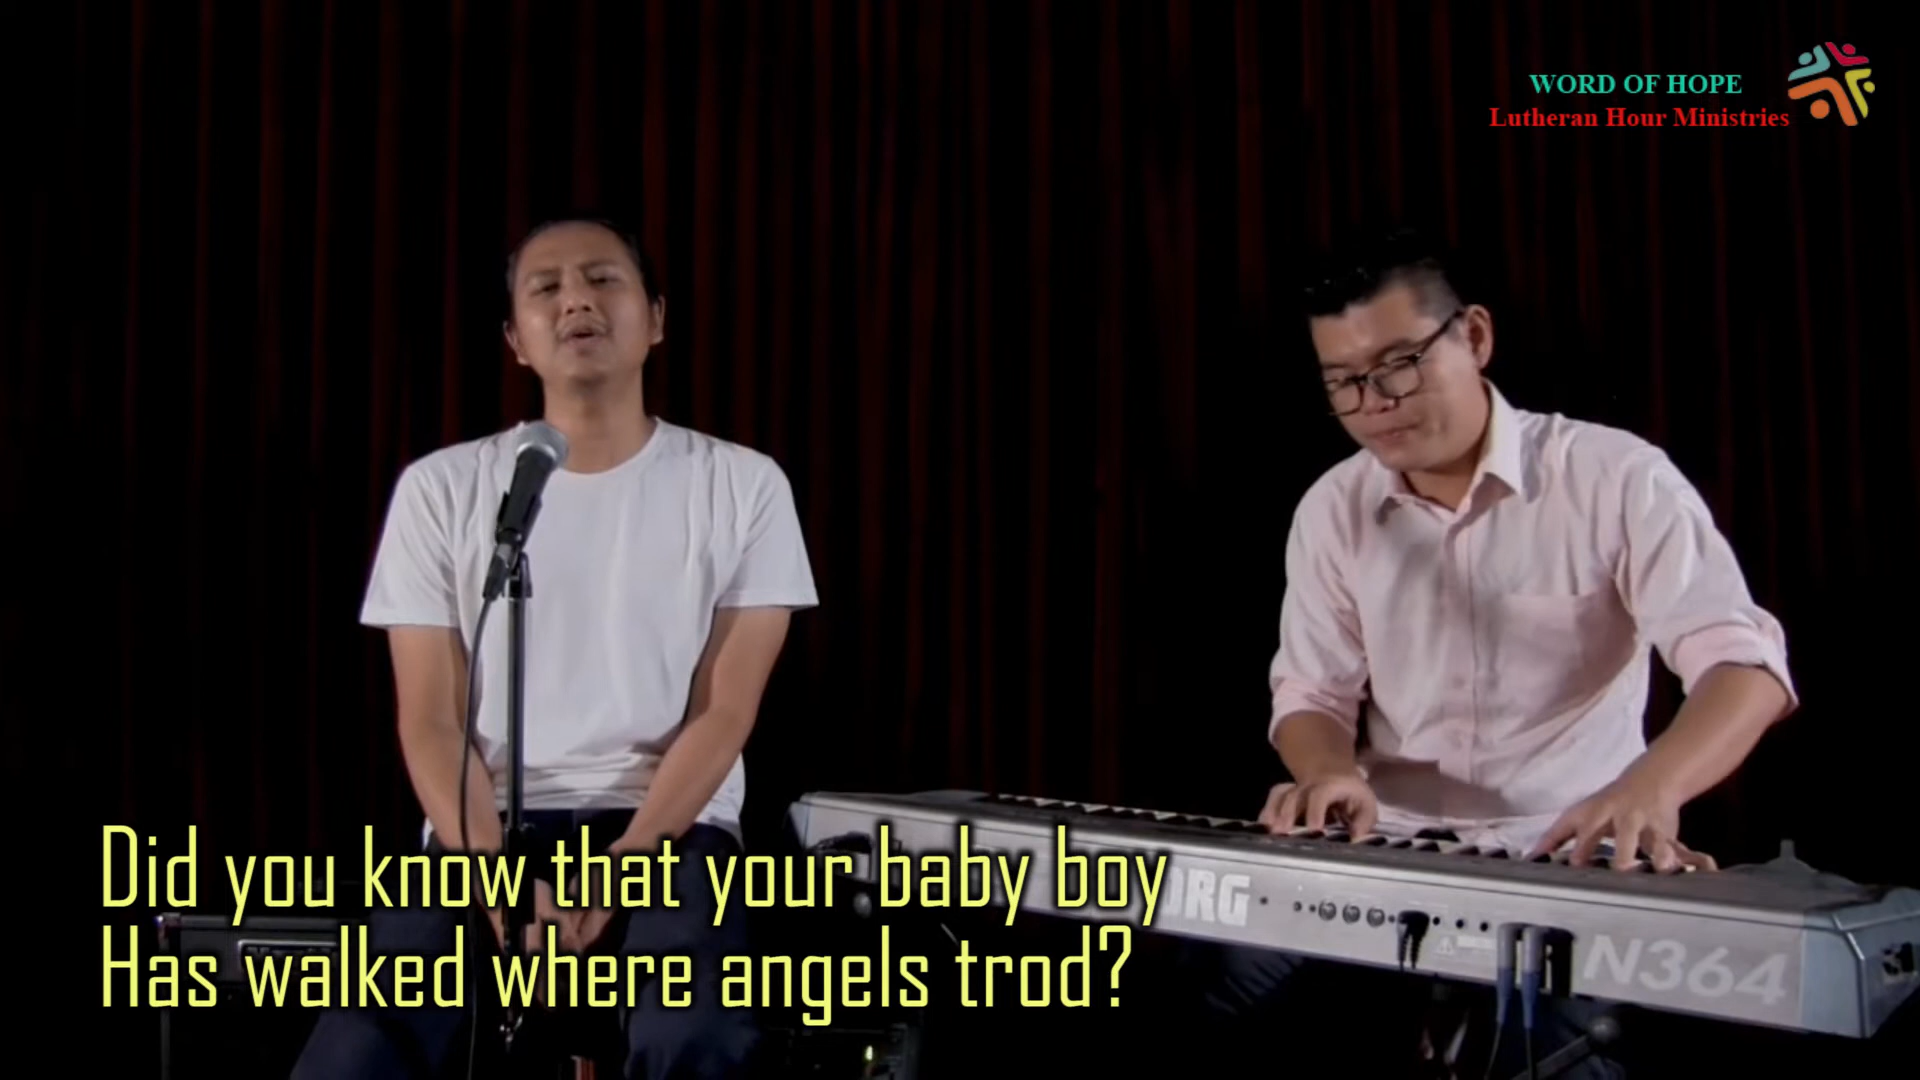 WORD OF HOPE
Lutheran Hour Ministries
Did you know that your baby boy
Has walked where angels trod?
ORG
N364